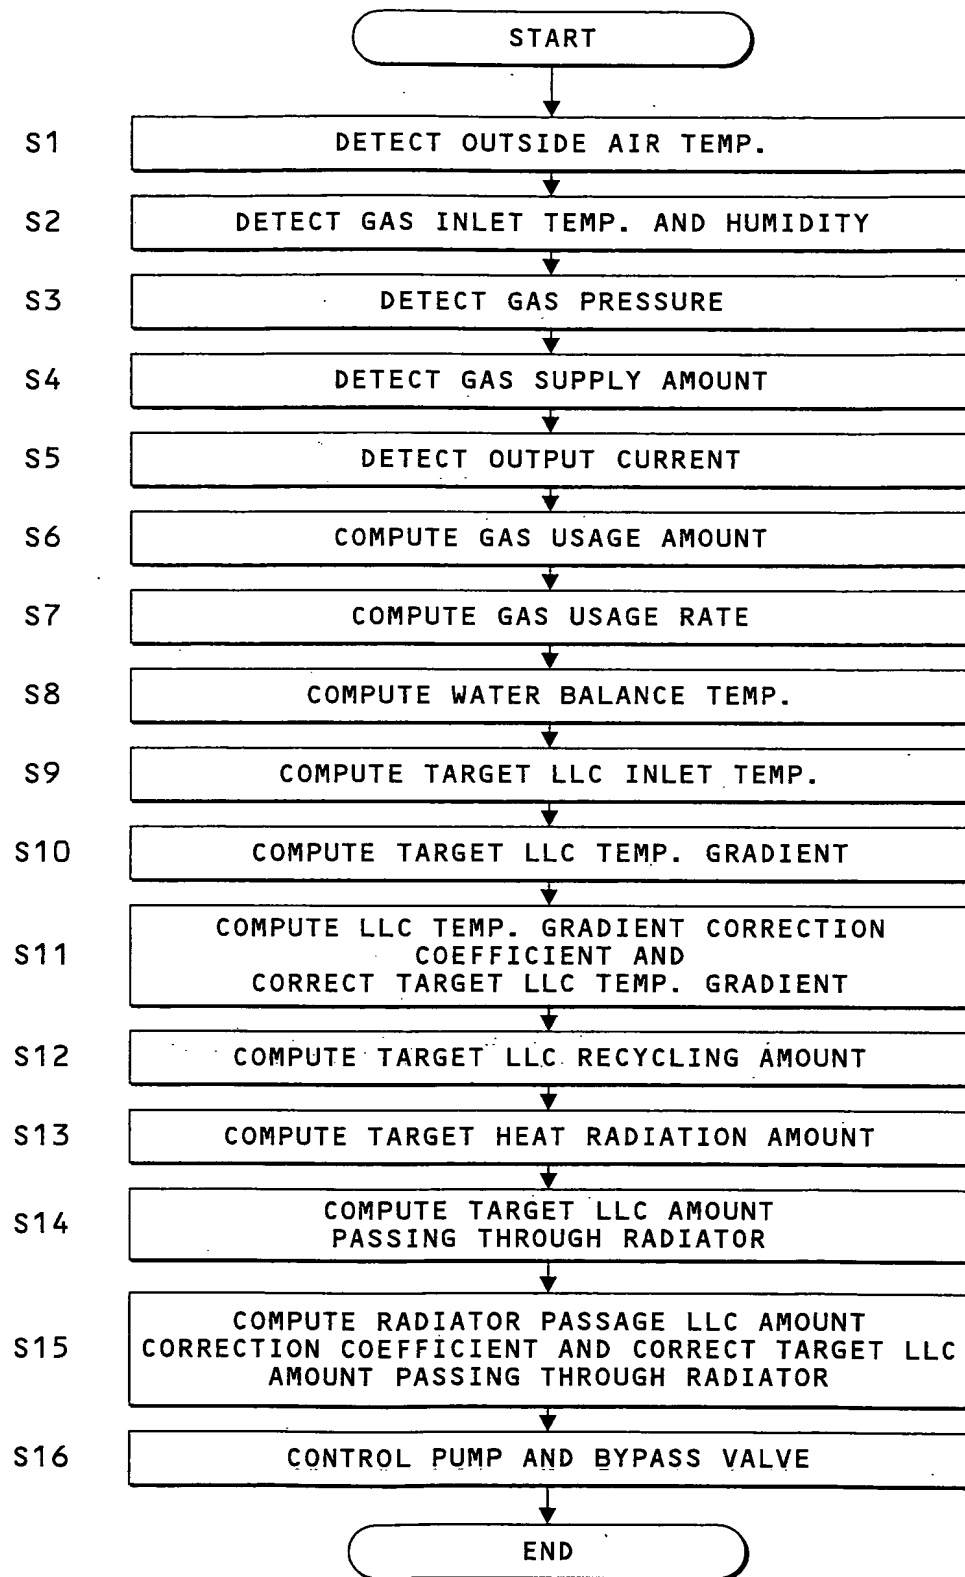 START
S1 DETECT OUTSIDE AIR TEMP.
S2 DETECT GAS INLET TEMP. AND HUMIDITY
S3 DETECT GAS PRESSURE
S4 DETECT GAS SUPPLY AMOUNT
S5 DETECT OUTPUT CURRENT
S6 COMPUTE GAS USAGE AMOUNT
S7 COMPUTE GAS USAGE RATE
S8 COMPUTE WATER BALANCE TEMP.
S9 COMPUTE TARGET LLC INLET TEMP.
S10 COMPUTE TARGET LLC TEMP. GRADIENT
COMPUTE LLC TEMP. GRADIENT CORRECTION
S11 COEFFICIENT AND
CORRECT TARGET LLC TEMP. GRADIENT
S12 COMPUTE TARGET LLC RECYCLING AMOUNT
S13 COMPUTE TARGET HEAT RADIATION AMOUNT
S14 COMPUTE TARGET LLC AMOUNT
PASSING THROUGH RADIATOR
COMPUTE RADIATOR PASSAGE LLC AMOUNT
S15 CORRECTION COEFFICIENT AND CORRECT TARGET LLC
AMOUNT PASSING THROUGH RADIATOR
S16 CONTROL PUMP AND BYPASS VALVE
END